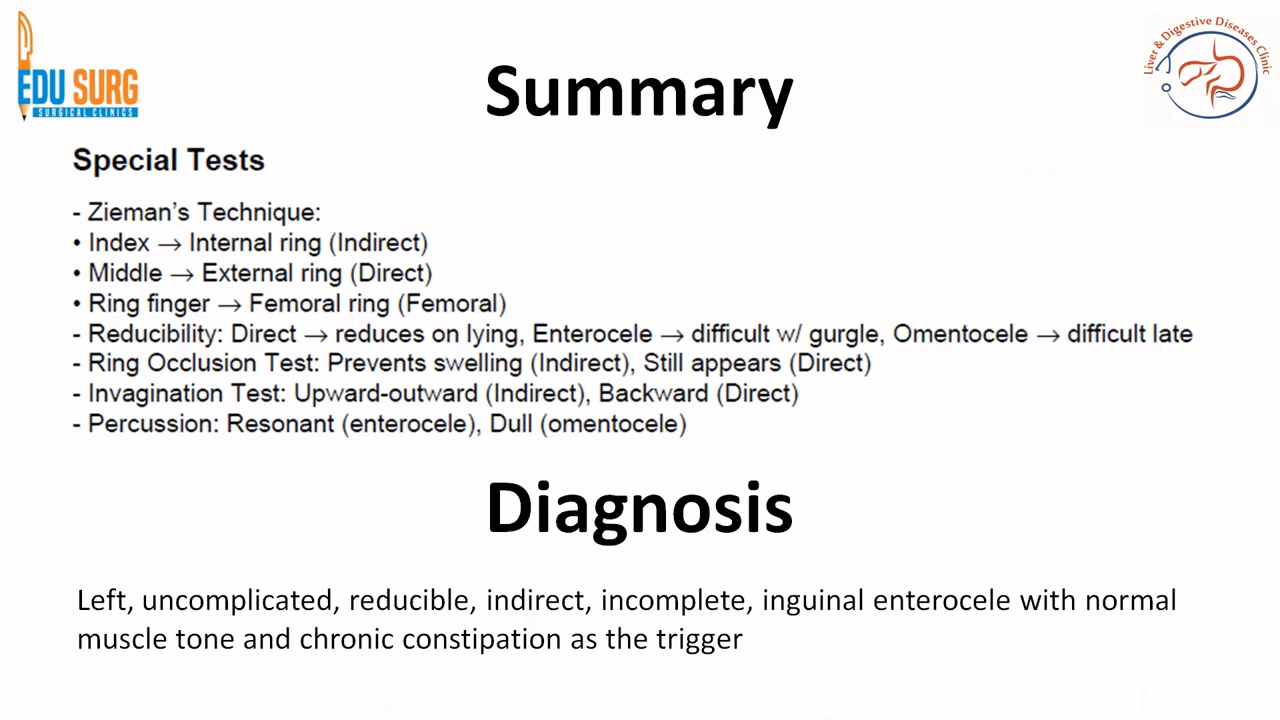 EDU SURG
SURGICAL CLINICS
Liver & Digestive Diseases Clinic
Summary
Special Tests
- Zieman's Technique:
• Index → Internal ring (Indirect)
• Middle → External ring (Direct)
• Ring finger → Femoral ring (Femoral)
- Reducibility: Direct → reduces on lying, Enterocele → difficult w/ gurgle, Omentocele → difficult late
- Ring Occlusion Test: Prevents swelling (Indirect), Still appears (Direct)
- Invagination Test: Upward-outward (Indirect), Backward (Direct)
- Percussion: Resonant (enterocele), Dull (omentocele)
Diagnosis
Left, uncomplicated, reducible, indirect, incomplete, inguinal enterocele with normal
muscle tone and chronic constipation as the trigger